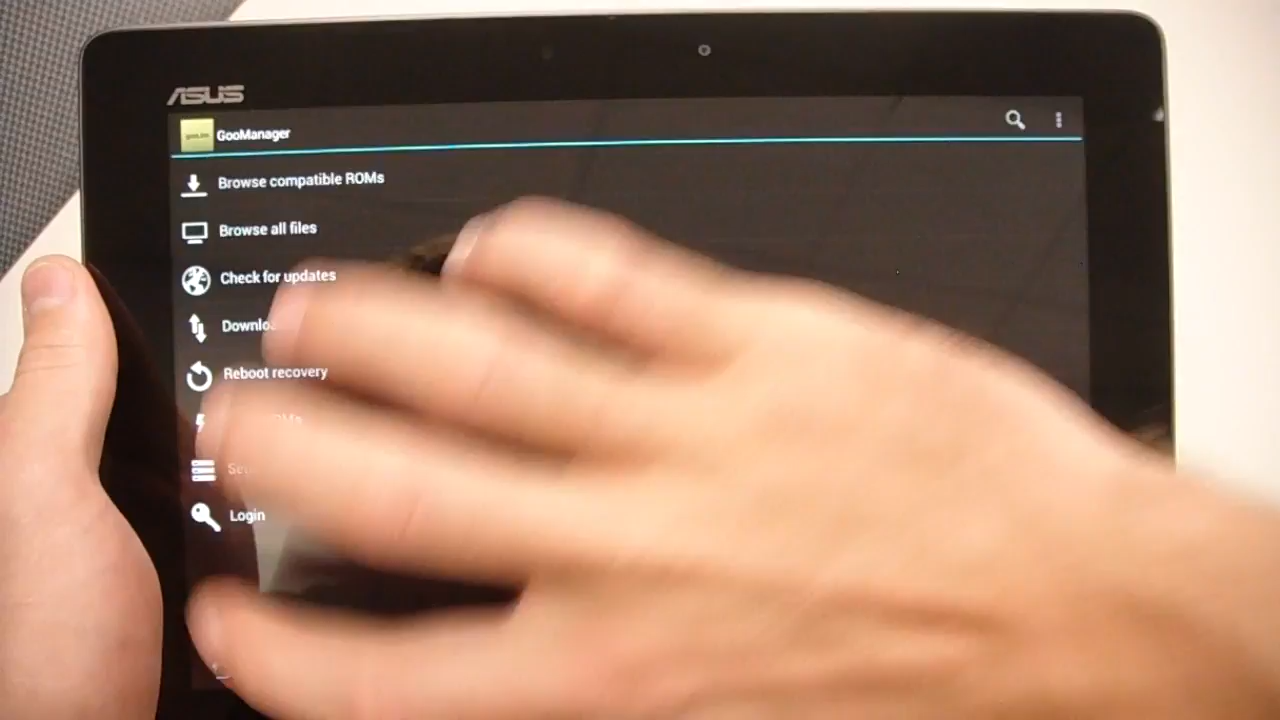 ASUS
GooManager
Browse compatible ROMs
Browse all files
Check for updates
Reboot recovery
Login